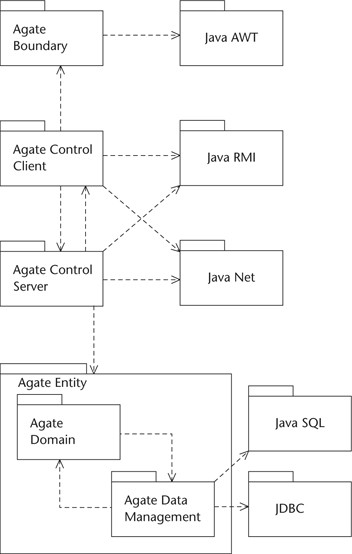 Agate
Boundary
Java AWT
Agate Control
Client
Java RMI
Agate Control
Server
Java Net
Agate Entity
Agate
Domain
Java SQL
Agate Data
Management
JDBC